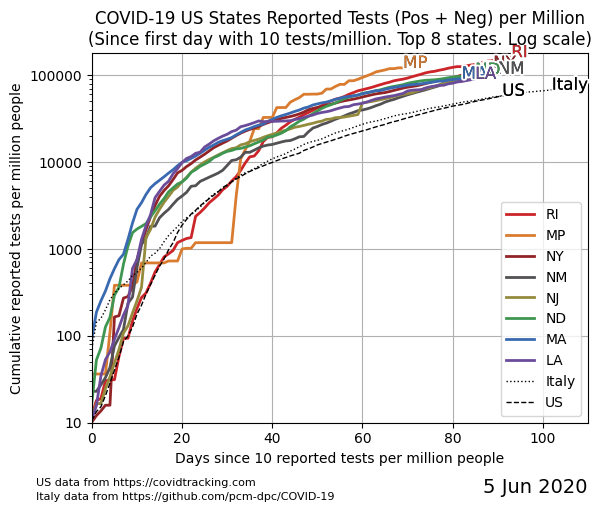 COVID-19 US States Reported Tests (Pos + Neg) per Million
(Since first day with 10 tests/million. Top 8 states. Log scale)
Cumulative reported tests per million people
100000
10000
1000
100
10
MP
RI
NM
MA
LA
US
Italy
RI
MP
NY
NM
NJ
ND
MA
LA
Italy
US
0
20
40
60
80
100
Days since 10 reported tests per million people
US data from https://covidtracking.com
Italy data from https://github.com/pcm-dpc/COVID-19
5 Jun 2020